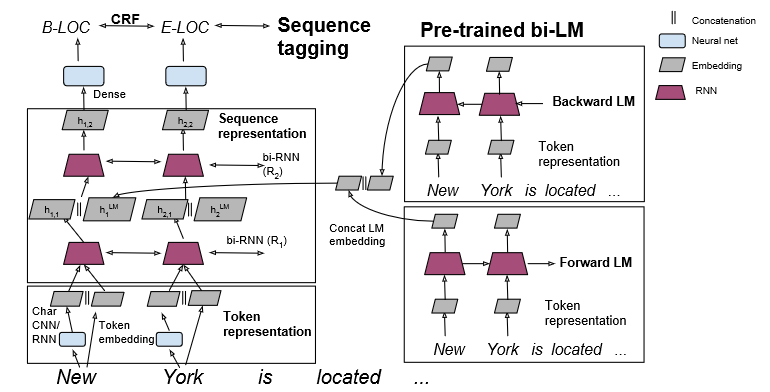 B-LOC CRF E-LOC Sequence
tagging
Dense
h1,2 h2,2 Sequence
representation
bi-RNN
(R2)
h1,1 || h1LM h2,1 || h2LM
bi-RNN (R1)
Char
CNN/
RNN
||
Token
embedding
||
Token
representation
New York is located ...
||
Concat LM
embedding
Pre-trained bi-LM
Backward LM
Token
representation
New York is located ...
Forward LM
Token
representation
New York is located ...
|| Concatenation
Neural net
Embedding
RNN